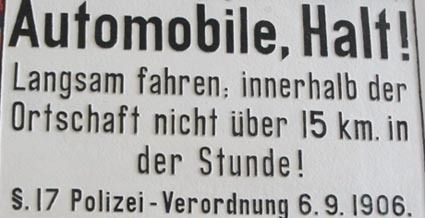 Automobile, Halt!
Langsam fahren; innerhalb der
Ortschaft nicht über 15 km. in
der Stunde!
§. 17 Polizei-Verordnung 6. 9. 1906.